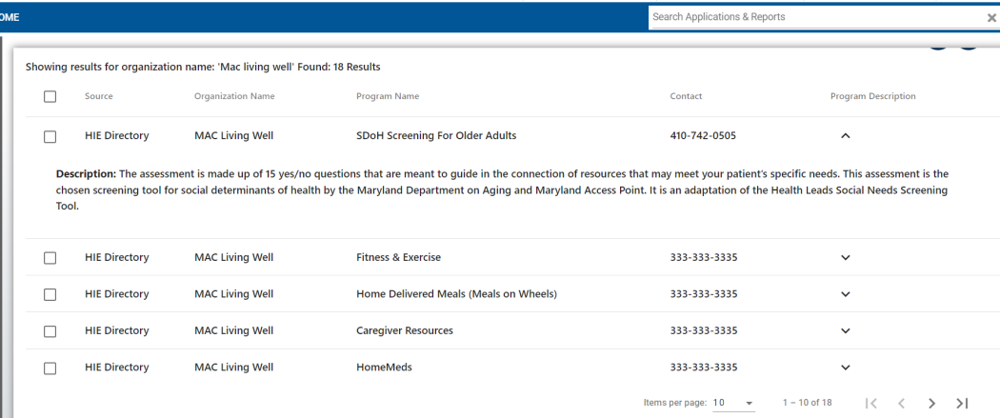 OME
Search Applications & Reports
Showing results for organization name: 'Mac living well' Found: 18 Results
Source Organization Name Program Name Contact Program Description
HIE Directory MAC Living Well SDoH Screening For Older Adults 410-742-0505
Description: The assessment is made up of 15 yes/no questions that are meant to guide in the connection of resources that may meet your patient's specific needs. This assessment is the
chosen screening tool for social determinants of health by the Maryland Department on Aging and Maryland Access Point. It is an adaptation of the Health Leads Social Needs Screening
Tool.
HIE Directory MAC Living Well Fitness & Exercise 333-333-3335
HIE Directory MAC Living Well Home Delivered Meals (Meals on Wheels) 333-333-3335
HIE Directory MAC Living Well Caregiver Resources 333-333-3335
HIE Directory MAC Living Well HomeMeds 333-333-3335
Items per page: 10 1 – 10 of 18